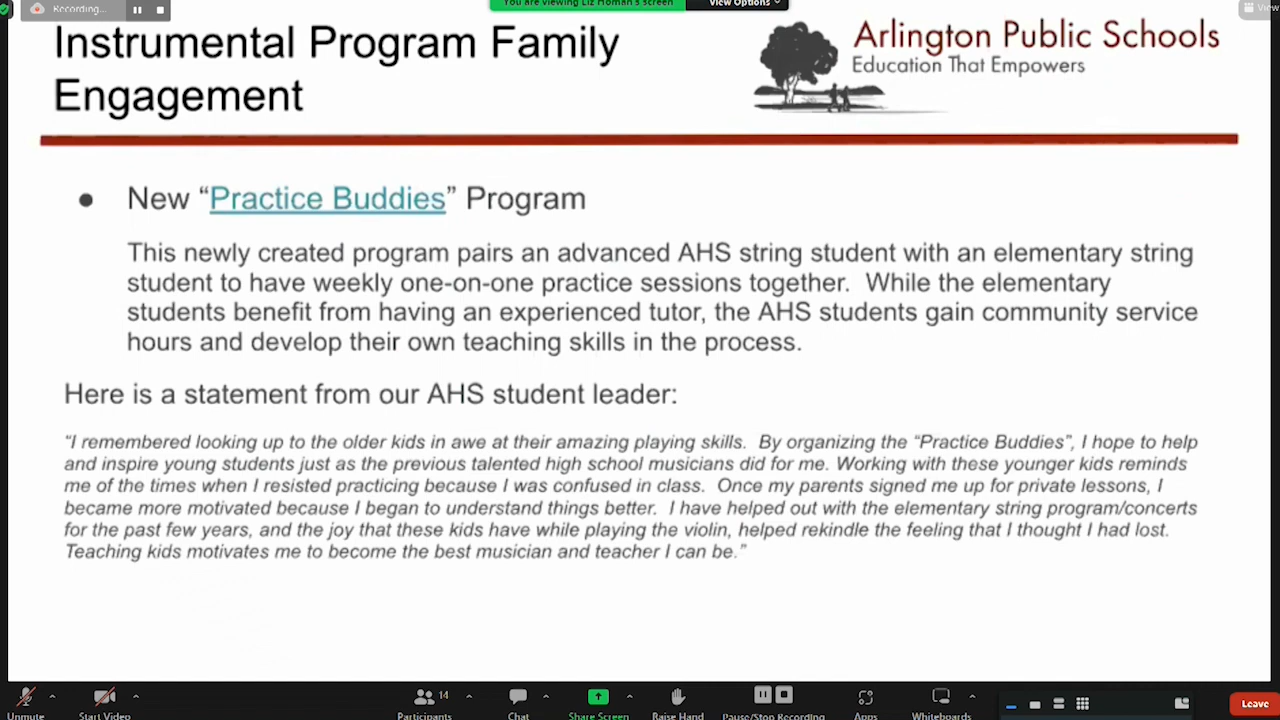 Recording...
You are viewing Liz Homan's screen
View Options
View
Instrumental Program Family
Engagement
Arlington Public Schools
Education That Empowers
● New “Practice Buddies” Program
This newly created program pairs an advanced AHS string student with an elementary string
student to have weekly one-on-one practice sessions together.  While the elementary
students benefit from having an experienced tutor, the AHS students gain community service
hours and develop their own teaching skills in the process.
Here is a statement from our AHS student leader:
“I remembered looking up to the older kids in awe at their amazing playing skills.  By organizing the “Practice Buddies”, I hope to help
and inspire young students just as the previous talented high school musicians did for me. Working with these younger kids reminds
me of the times when I resisted practicing because I was confused in class.  Once my parents signed me up for private lessons, I
became more motivated because I began to understand things better.  I have helped out with the elementary string program/concerts
for the past few years, and the joy that these kids have while playing the violin, helped rekindle the feeling that I thought I had lost.
Teaching kids motivates me to become the best musician and teacher I can be.”
14
Unmute
Start Video
Participants
Chat
Share Screen
Raise Hand
Pause/Stop Recording
Apps
Whiteboards
Leave